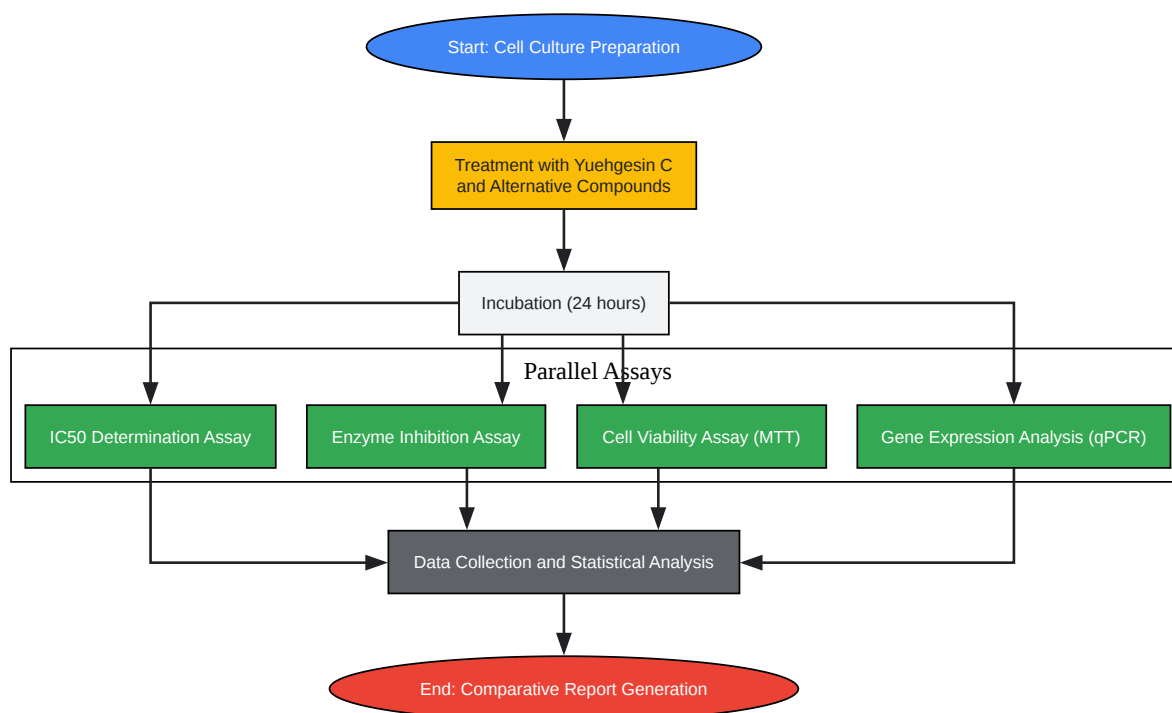 Start: Cell Culture Preparation
Treatment with Yuehgesin C
and Alternative Compounds
Incubation (24 hours)
Parallel Assays
IC50 Determination Assay
Enzyme Inhibition Assay
Cell Viability Assay (MTT)
Gene Expression Analysis (qPCR)
Data Collection and Statistical Analysis
End: Comparative Report Generation